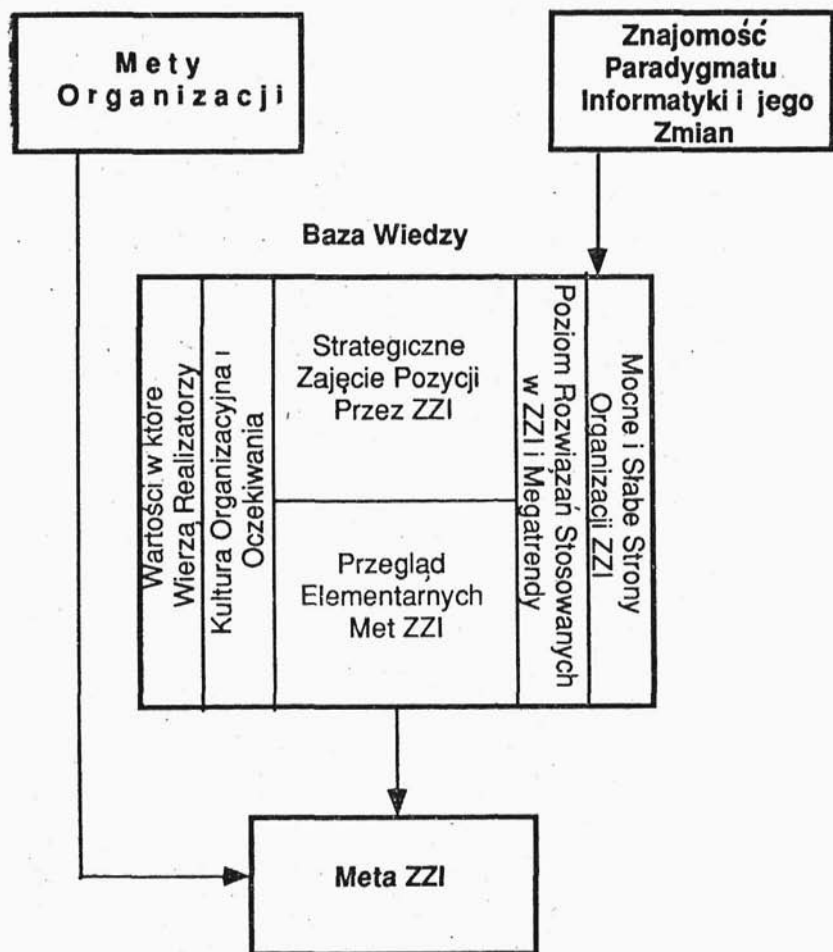 Mety
Organizacji
Znajomość
Paradygmatu
Informatyki i jego
Zmian
Baza Wiedzy
Wartości w które
Wierzą Realizatorzy
Kultura Organizacyjna i
Oczekiwania
Strategiczne
Zajęcie Pozycji
Przez ZZI
Przegląd
Elementarnych
Met ZZI
Poziom Rozwiązań Stosowanych
w ZZI i Megatrendy
Mocne i Słabe Strony
Organizacji ZZI
Meta ZZI